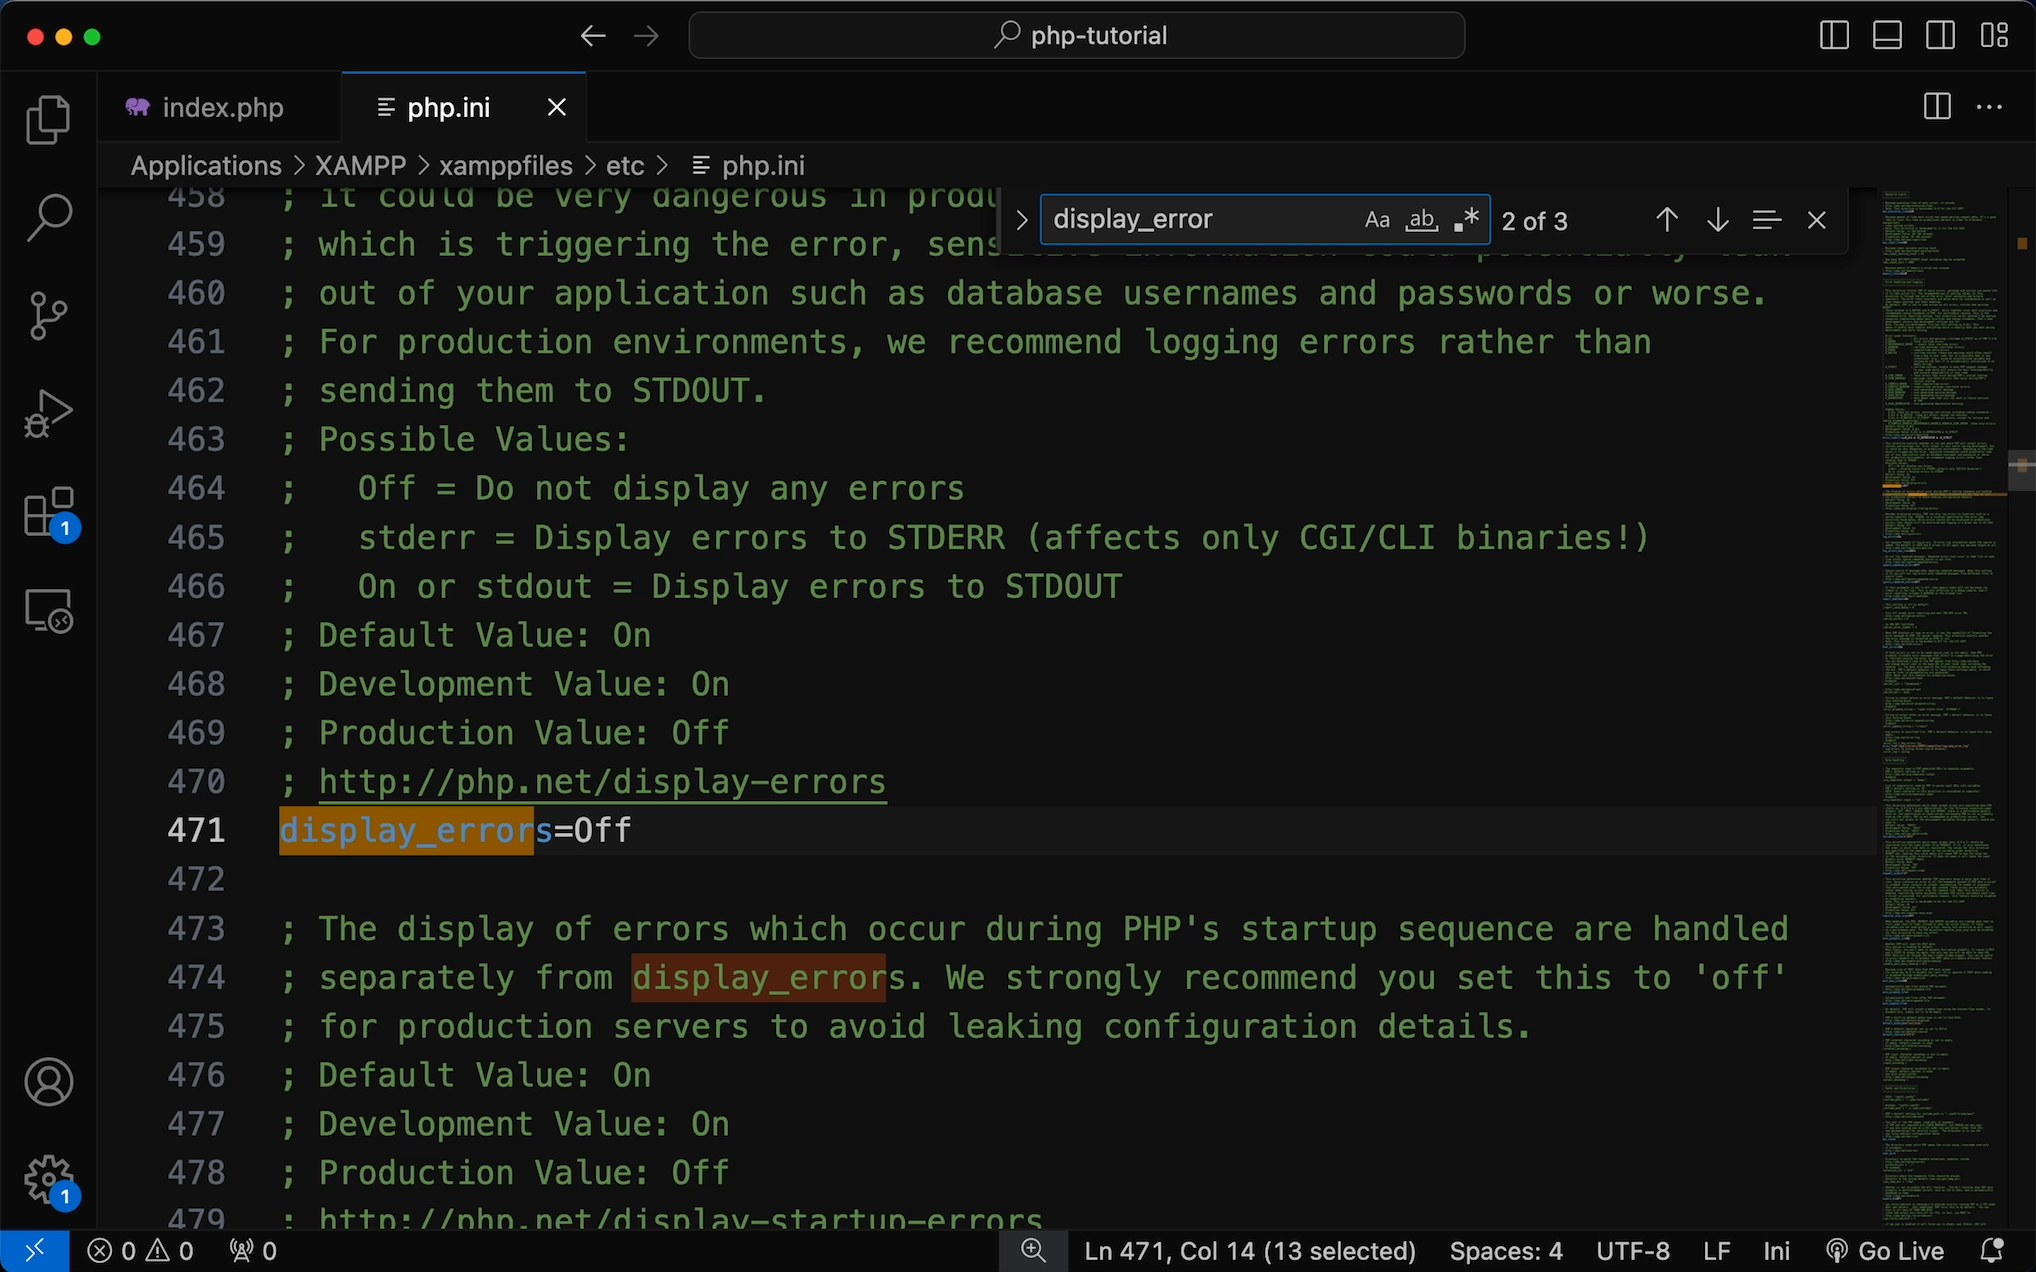 php-tutorial
index.php
php.ini
Applications > XAMPP > xamppfiles > etc > php.ini
display_error Aa ab 2 of 3
458 ; it could be very dangerous in produ
459 ; which is triggering the error, sens
460 ; out of your application such as database usernames and passwords or worse.
461 ; For production environments, we recommend logging errors rather than
462 ; sending them to STDOUT.
463 ; Possible Values:
464 ;   Off = Do not display any errors
465 ;   stderr = Display errors to STDERR (affects only CGI/CLI binaries!)
466 ;   On or stdout = Display errors to STDOUT
467 ; Default Value: On
468 ; Development Value: On
469 ; Production Value: Off
470 ; http://php.net/display-errors
471 display_errors=Off
472
473 ; The display of errors which occur during PHP's startup sequence are handled
474 ; separately from display_errors. We strongly recommend you set this to 'off'
475 ; for production servers to avoid leaking configuration details.
476 ; Default Value: On
477 ; Development Value: On
478 ; Production Value: Off
479 ; http://php.net/display-startup-errors
1
1
0 0 0 Ln 471, Col 14 (13 selected) Spaces: 4 UTF-8 LF Ini Go Live